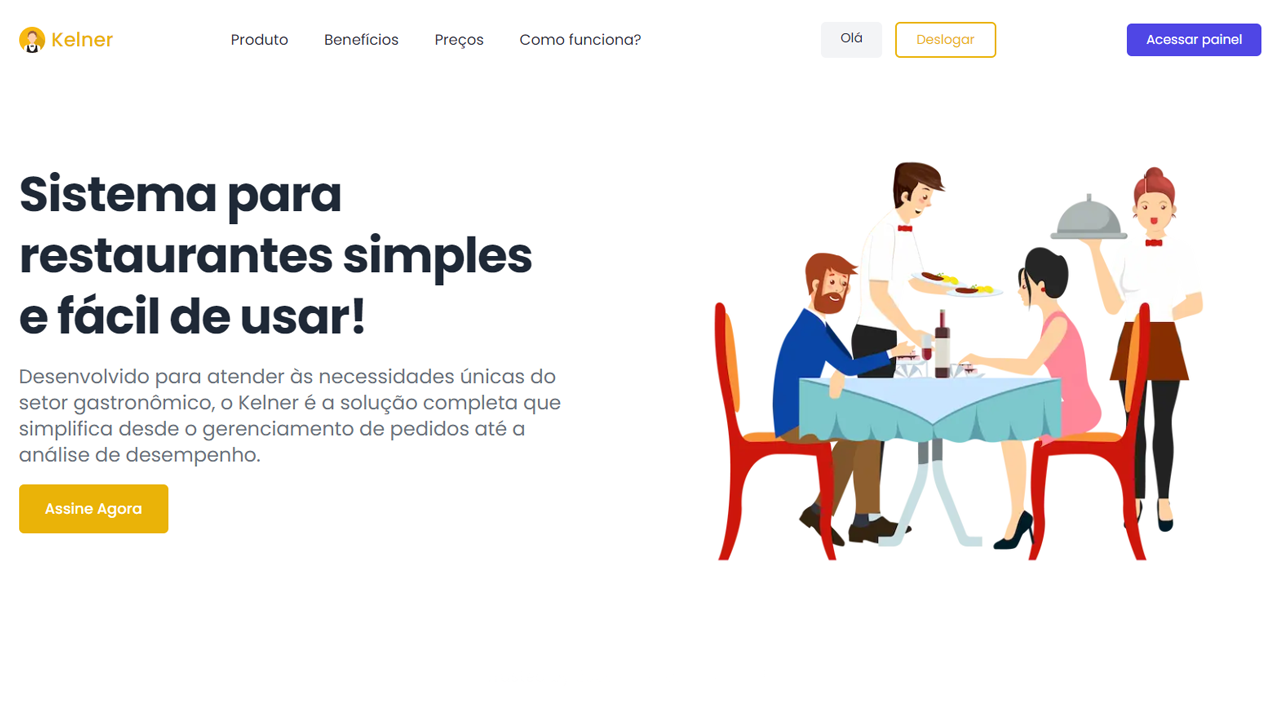 Kelner
Produto
Benefícios
Preços
Como funciona?
Olá
Deslogar
Acessar painel
Sistema para
restaurantes simples
e fácil de usar!
Desenvolvido para atender às necessidades únicas do
setor gastronômico, o Kelner é a solução completa que
simplifica desde o gerenciamento de pedidos até a
análise de desempenho.
Assine Agora